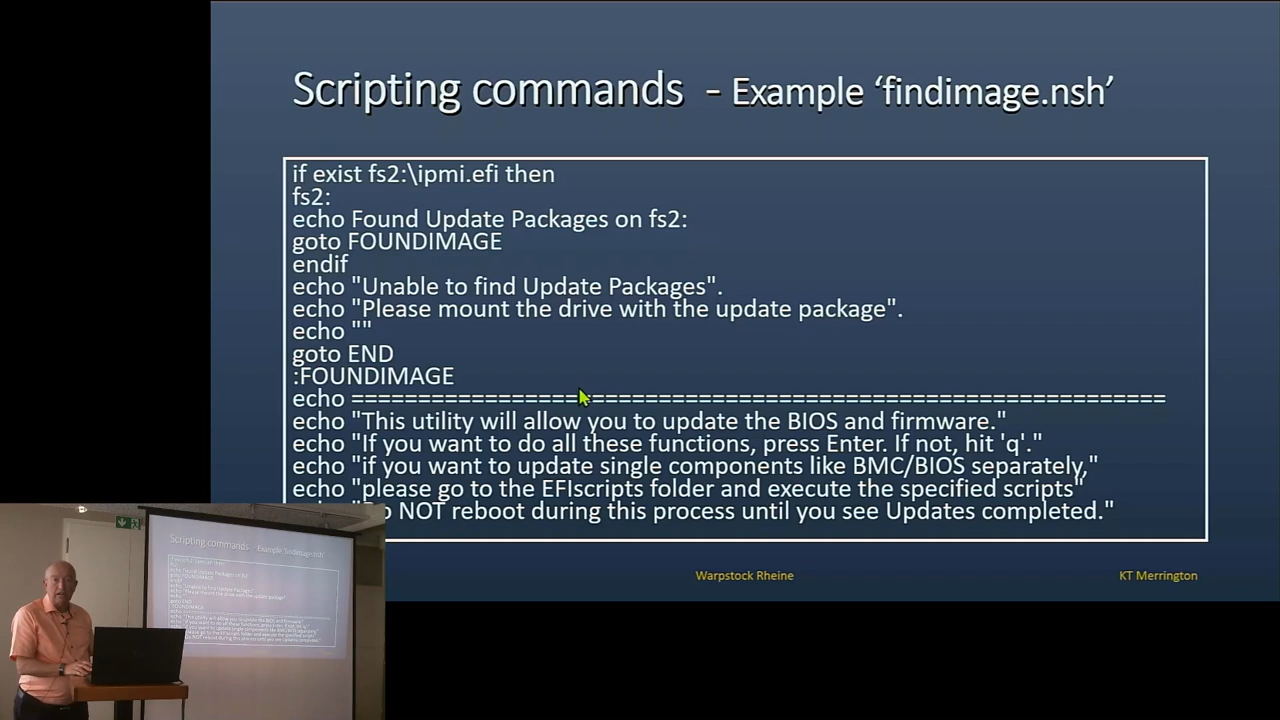 Scripting commands - Example ‘findimage.nsh’
if exist fs2:\ipmi.efi then
fs2:
echo Found Update Packages on fs2:
goto FOUNDIMAGE
endif
echo "Unable to find Update Packages".
echo "Please mount the drive with the update package".
echo ""
goto END
:FOUNDIMAGE
echo =============================================================
echo "This utility will allow you to update the BIOS and firmware."
echo "If you want to do all these functions, press Enter. If not, hit 'q'."
echo "if you want to update single components like BMC/BIOS separately,"
echo "please go to the EFIscripts folder and execute the specified scripts"
NOT reboot during this process until you see Updates completed."
Warpstock Rheine
KT Merrington
Scripting commands - Example 'findimage.nsh'